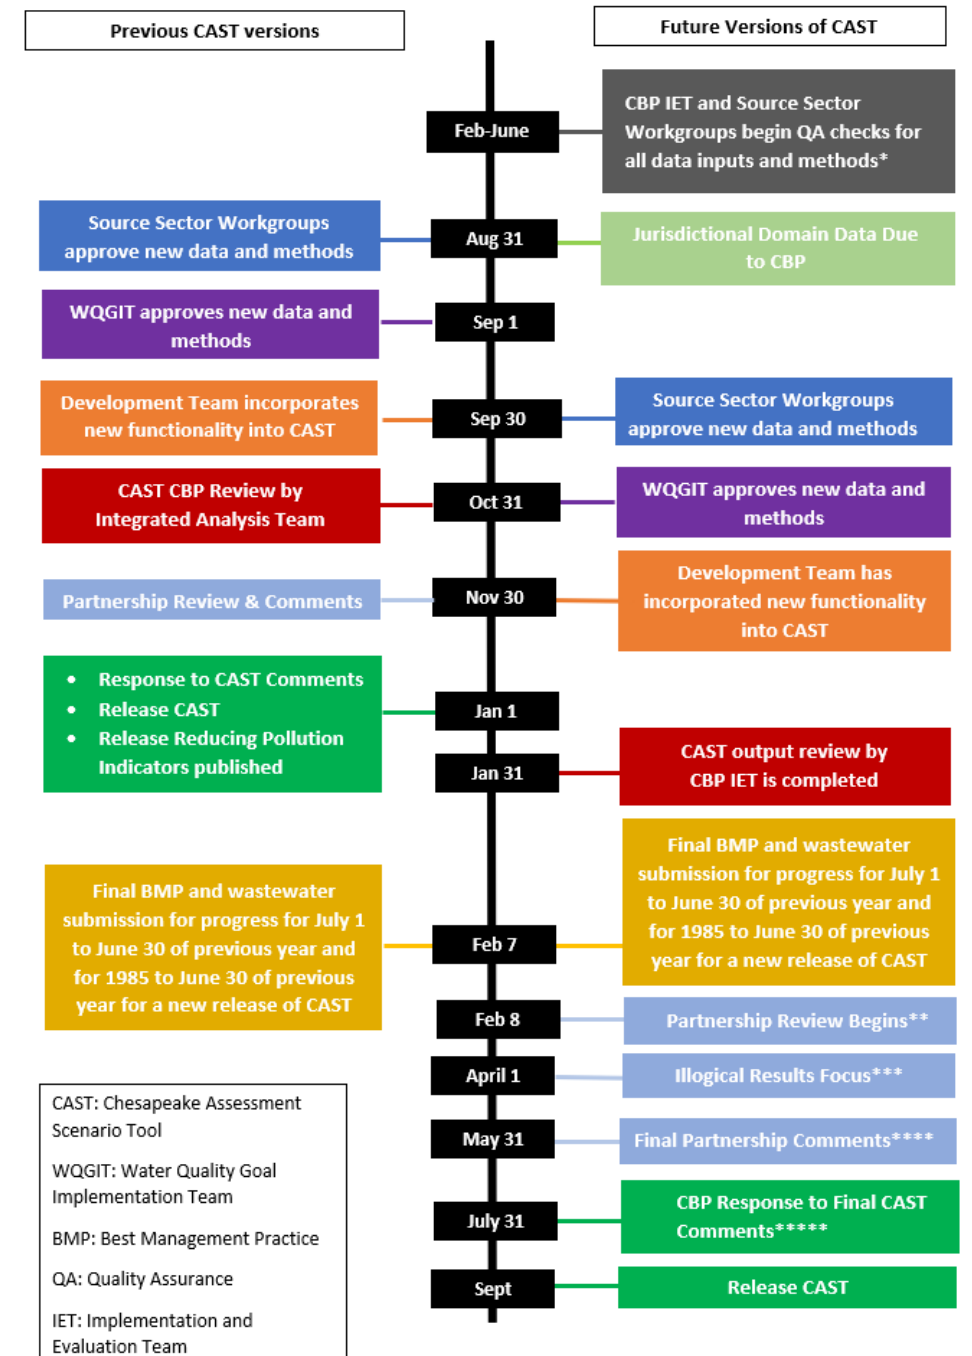 Previous CAST versions
Future Versions of CAST
Feb-June
CBP IET and Source Sector
Workgroups begin QA checks for
all data inputs and methods*
Source Sector Workgroups
approve new data and methods
Aug 31
Jurisdictional Domain Data Due
to CBP
WQGIT approves new data and
methods
Sep 1
Development Team incorporates
new functionality into CAST
Sep 30
Source Sector Workgroups
approve new data and methods
CAST CBP Review by
Integrated Analysis Team
Oct 31
WQGIT approves new data and
methods
Partnership Review & Comments
Nov 30
Development Team has
incorporated new functionality
into CAST
• Response to CAST Comments
• Release CAST
• Release Reducing Pollution
Indicators published
Jan 1
Jan 31
CAST output review by
CBP IET is completed
Final BMP and wastewater
submission for progress for July 1
to June 30 of previous year and
for 1985 to June 30 of previous
year for a new release of CAST
Feb 7
Final BMP and wastewater
submission for progress for July 1
to June 30 of previous year and
for 1985 to June 30 of previous
year for a new release of CAST
Feb 8
Partnership Review Begins**
April 1
Illogical Results Focus***
May 31
Final Partnership Comments****
July 31
CBP Response to Final CAST
Comments*****
Sept
Release CAST
CAST: Chesapeake Assessment
Scenario Tool
WQGIT: Water Quality Goal
Implementation Team
BMP: Best Management Practice
QA: Quality Assurance
IET: Implementation and
Evaluation Team